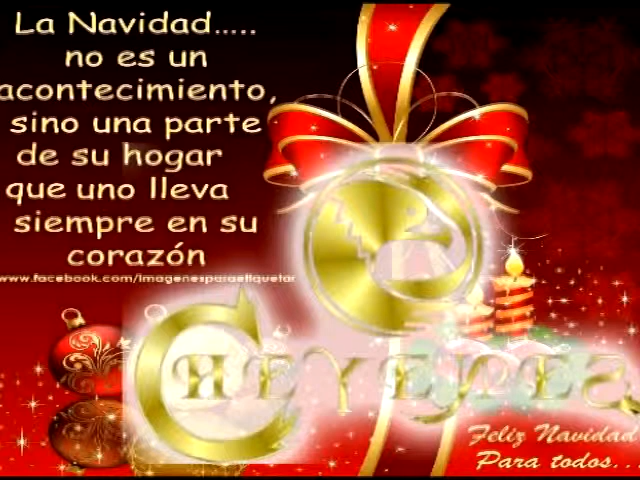 La Navidad.....
no es un
acontecimiento,
sino una parte
de su hogar
que uno lleva
siempre en su
corazón
www.facebook.com/Imagenesparaetiquetar
CHEYENES
Feliz Navidad
Para todos...